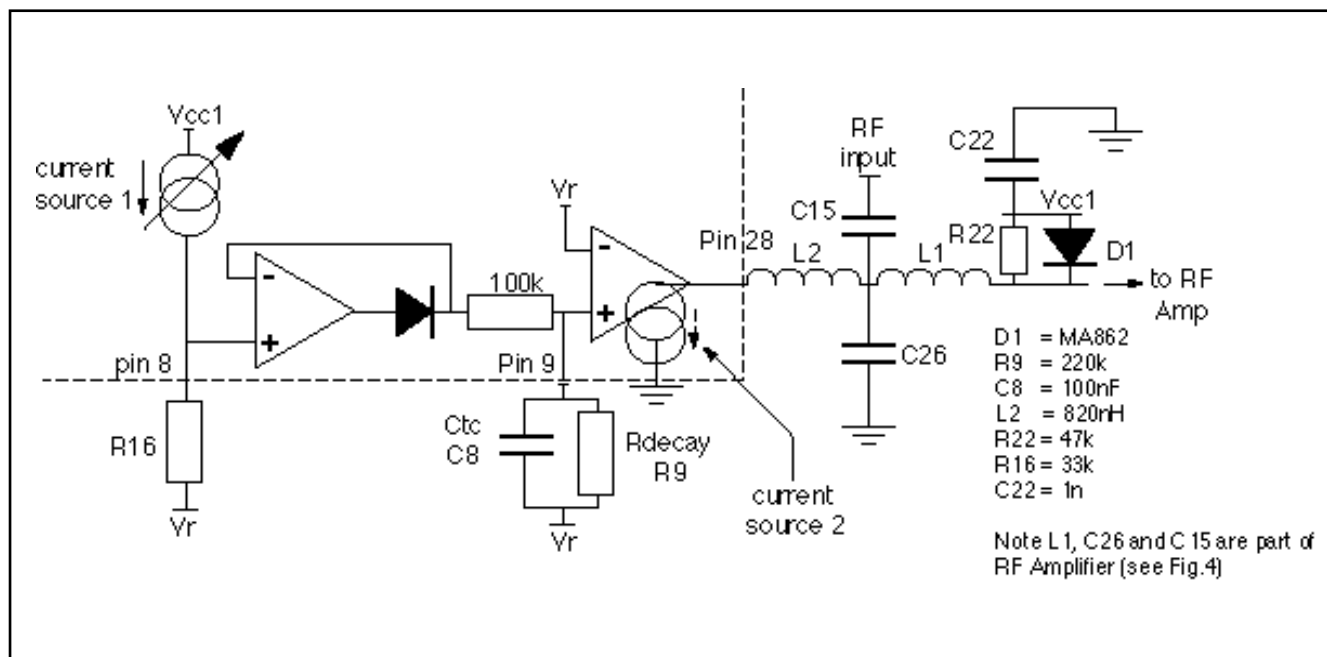 Vcc1
current
source 1
RF
input
C22
Vr
C15
Vcc1
Pin 28
R22
D1
L2
L1
-
100k
-
to RF
Amp
+
+
pin 8
Pin 9
C26
R16
Ctc
C8
Rdecay
R9
Vr
Vr
current
source 2
D1 = MA862
R9 = 220k
C8 = 100nF
L2 = 820nH
R22 = 47k
R16 = 33k
C22 = 1n
Note L1, C26 and C15 are part of
RF Amplifier (see Fig.4)